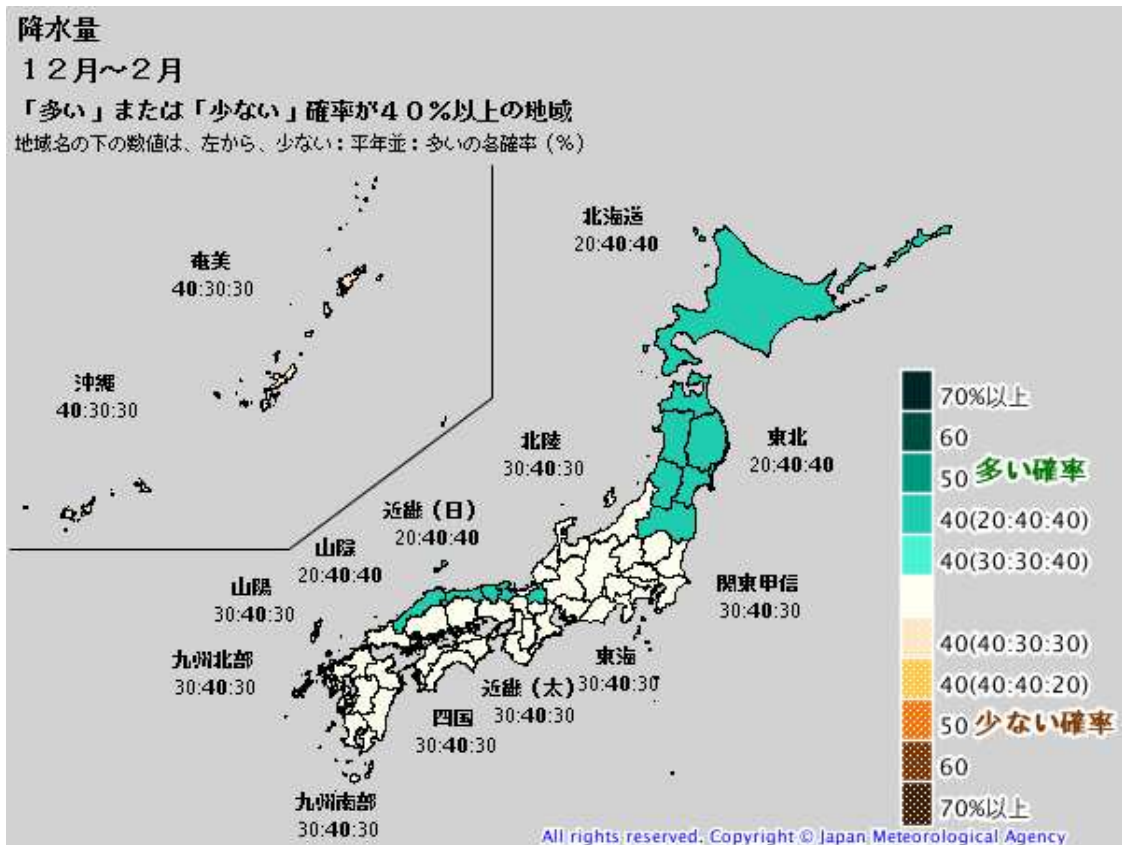 降水量
１２月～２月
「多い」または「少ない」確率が４０％以上の地域
地域名の下の数値は、左から、少ない：平年並：多いの各確率（％）
北海道
20:40:40
奄美
40:30:30
沖縄
40:30:30
北陸
30:40:30
東北
20:40:40
近畿（日）
20:40:40
山陰
20:40:40
山陽
30:40:30
関東甲信
30:40:30
九州北部
30:40:30
東海
30:40:30
近畿（太）
30:40:30
四国
30:40:30
九州南部
30:40:30
70%以上
60
50 多い確率
40(20:40:40)
40(30:30:40)
40(40:30:30)
40(40:40:20)
50 少ない確率
60
70%以上
All rights reserved. Copyright © Japan Meteorological Agency